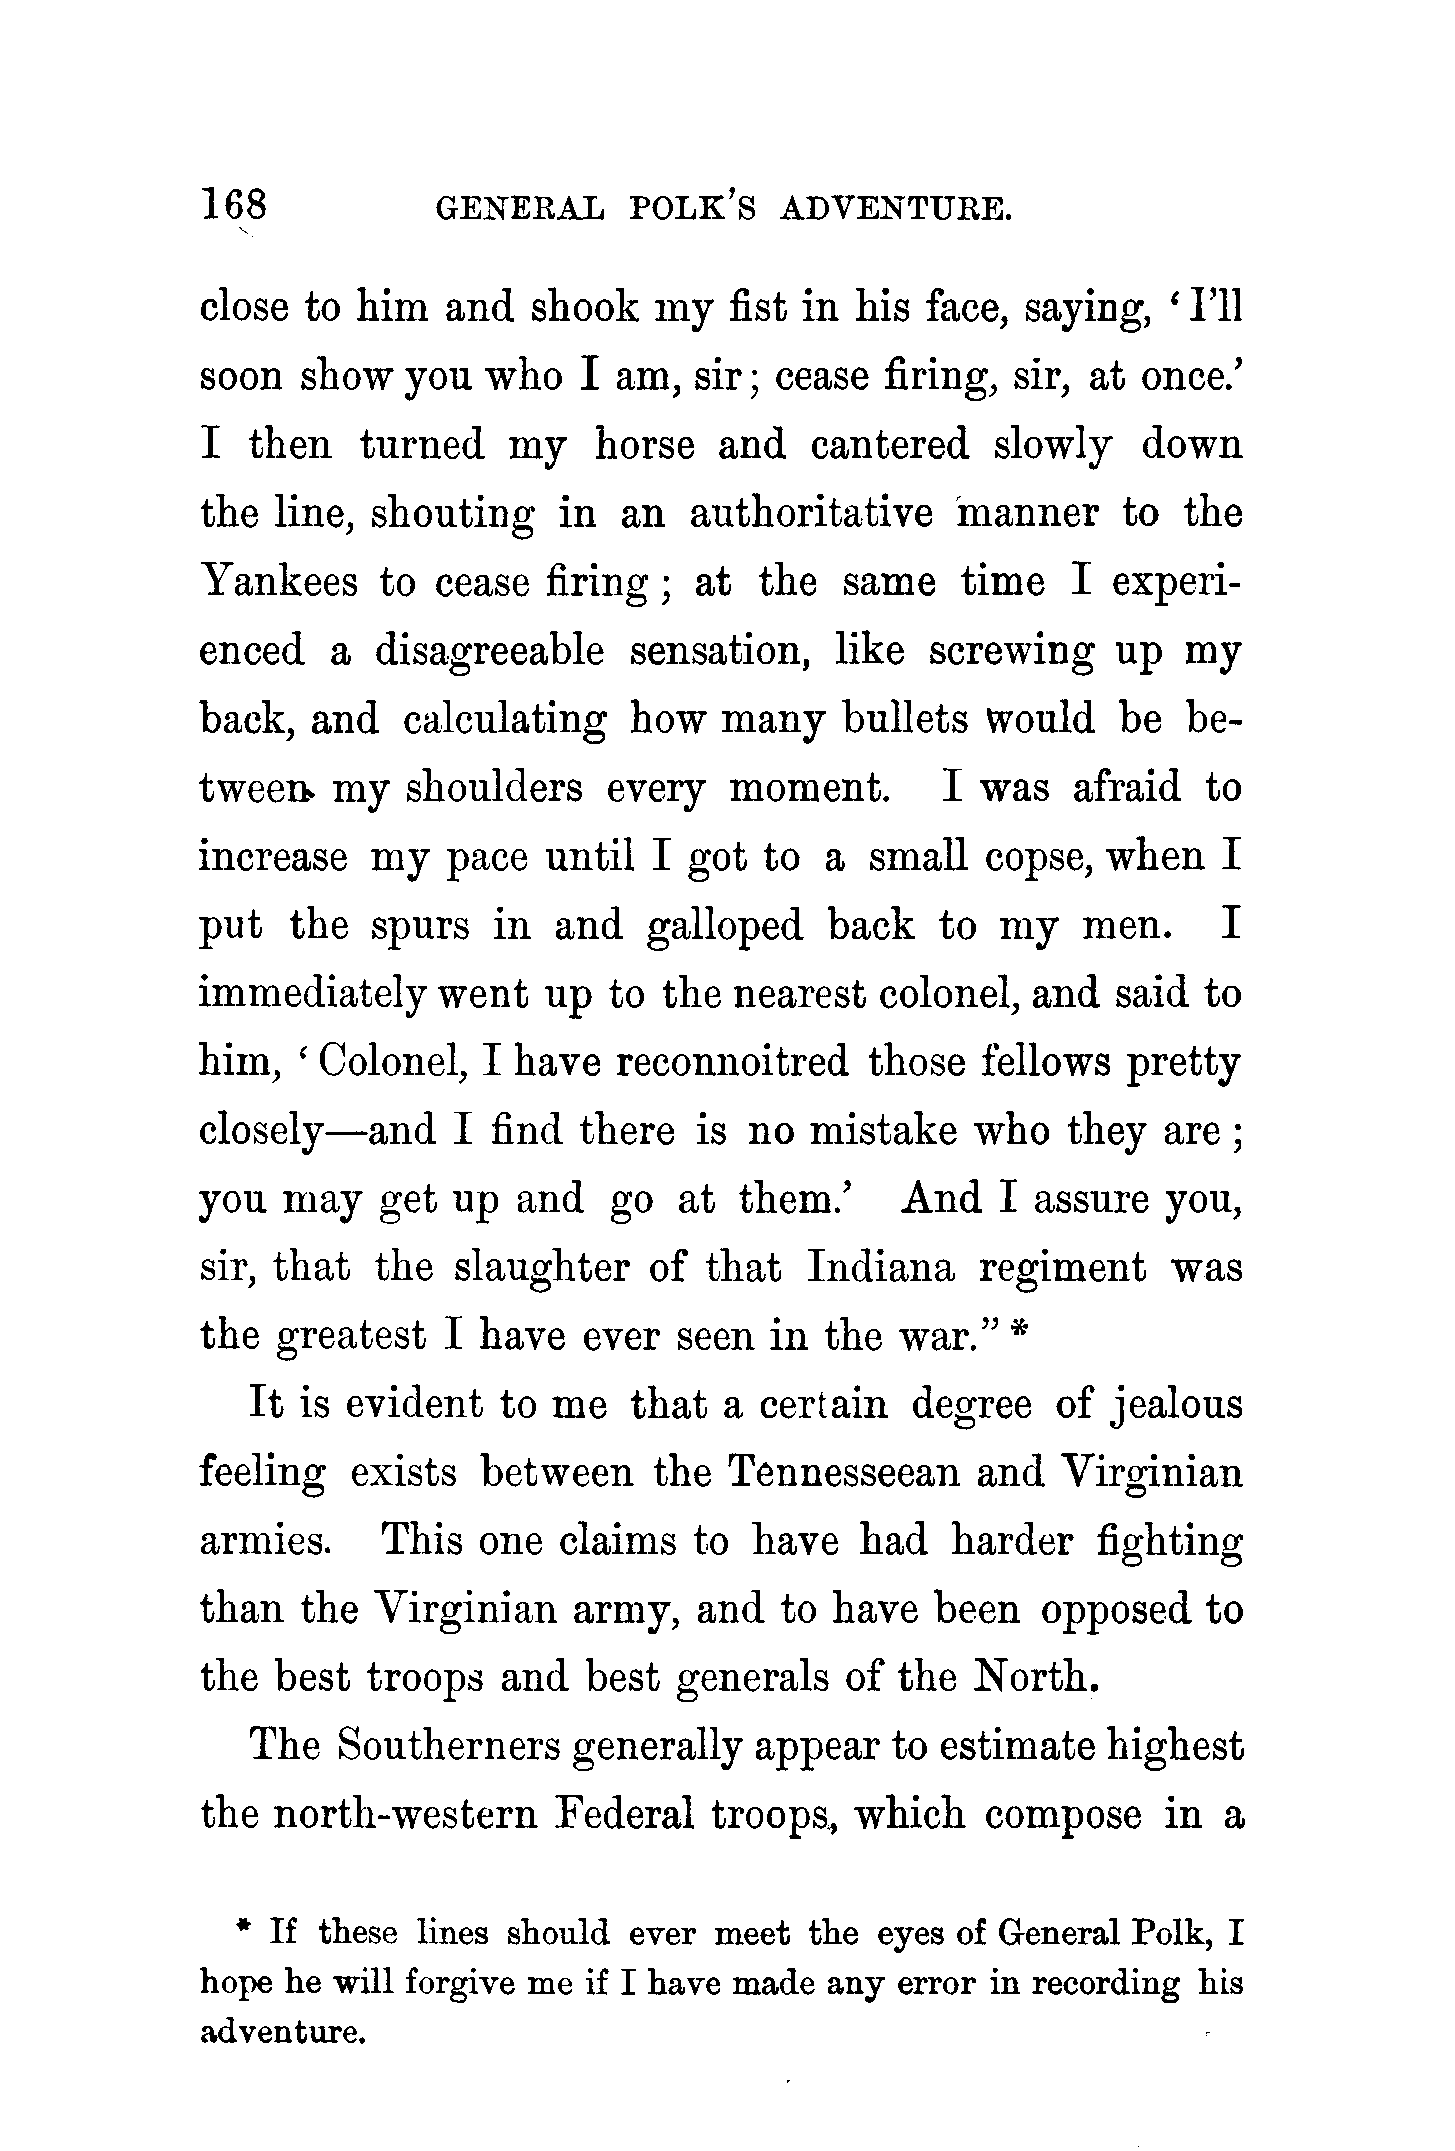 168 GENERAL POLK'S ADVENTURE.
close to him and shook my fist in his face, saying, ‘ I’ll
soon show you who I am, sir; cease firing, sir, at once.’
I then turned my horse and cantered slowly down
the line, shouting in an authoritative manner to the
Yankees to cease firing ; at the same time I experi-
enced a disagreeable sensation, like screwing up my
back, and calculating how many bullets would be be-
tween my shoulders every moment. I was afraid to
increase my pace until I got to a small copse, when I
put the spurs in and galloped back to my men. I
immediately went up to the nearest colonel, and said to
him, ‘ Colonel, I have reconnoitred those fellows pretty
closely—and I find there is no mistake who they are ;
you may get up and go at them.’ And I assure you,
sir, that the slaughter of that Indiana regiment was
the greatest I have ever seen in the war.” *
It is evident to me that a certain degree of jealous
feeling exists between the Tennesseean and Virginian
armies. This one claims to have had harder fighting
than the Virginian army, and to have been opposed to
the best troops and best generals of the North.
The Southerners generally appear to estimate highest
the north-western Federal troops, which compose in a
* If these lines should ever meet the eyes of General Polk, I
hope he will forgive me if I have made any error in recording his
adventure.